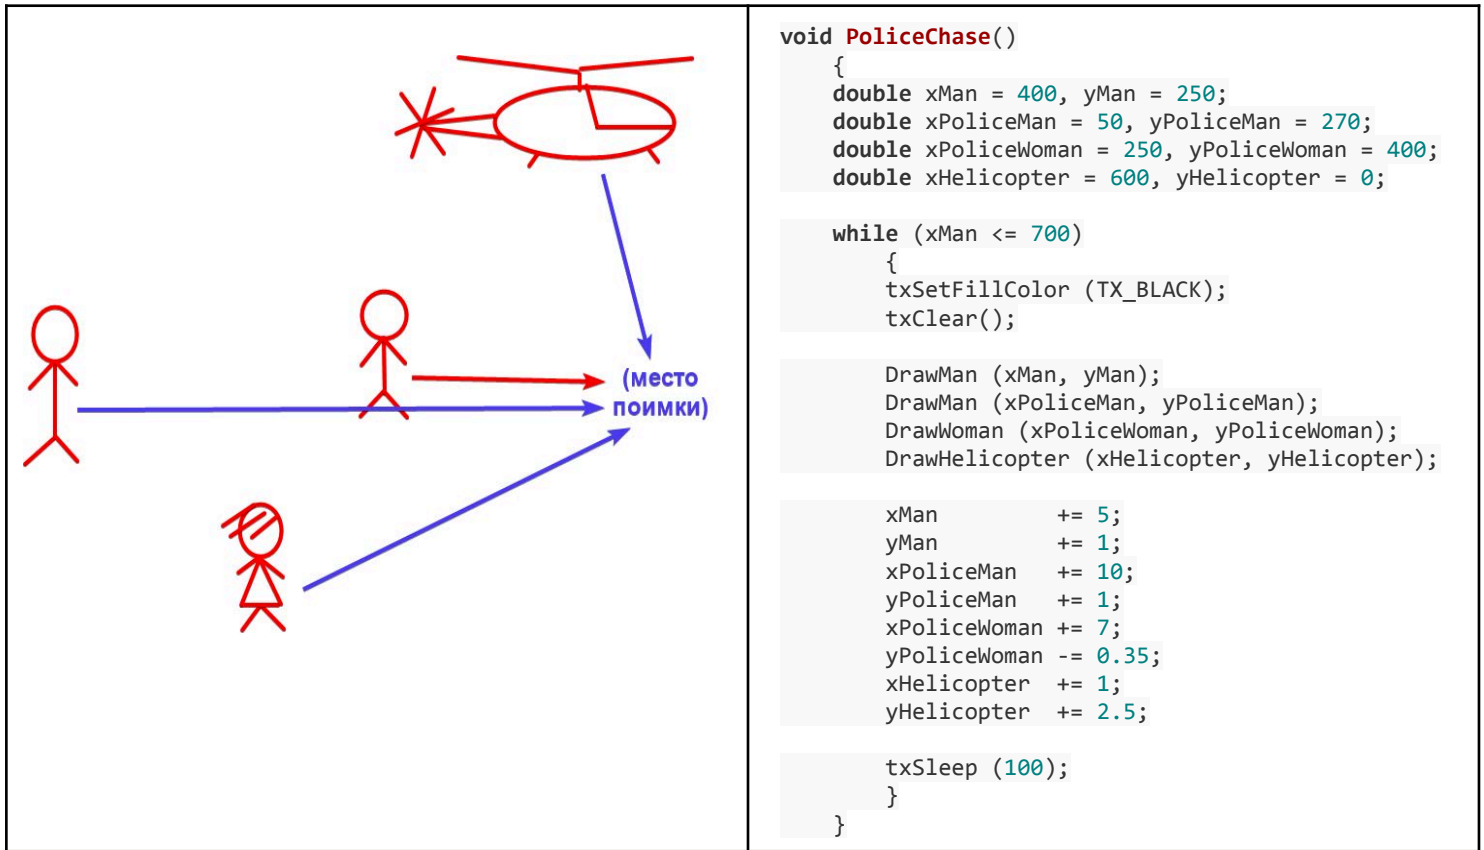 (место
поимки)
void PoliceChase()
{
double xMan = 400, yMan = 250;
double xPoliceMan = 50, yPoliceMan = 270;
double xPoliceWoman = 250, yPoliceWoman = 400;
double xHelicopter = 600, yHelicopter = 0;
while (xMan <= 700)
{
txSetFillColor (TX_BLACK);
txClear();
DrawMan (xMan, yMan);
DrawMan (xPoliceMan, yPoliceMan);
DrawWoman (xPoliceWoman, yPoliceWoman);
DrawHelicopter (xHelicopter, yHelicopter);
xMan += 5;
yMan += 1;
xPoliceMan += 10;
yPoliceMan += 1;
xPoliceWoman += 7;
yPoliceWoman -= 0.35;
xHelicopter += 1;
yHelicopter += 2.5;
txSleep (100);
}
}